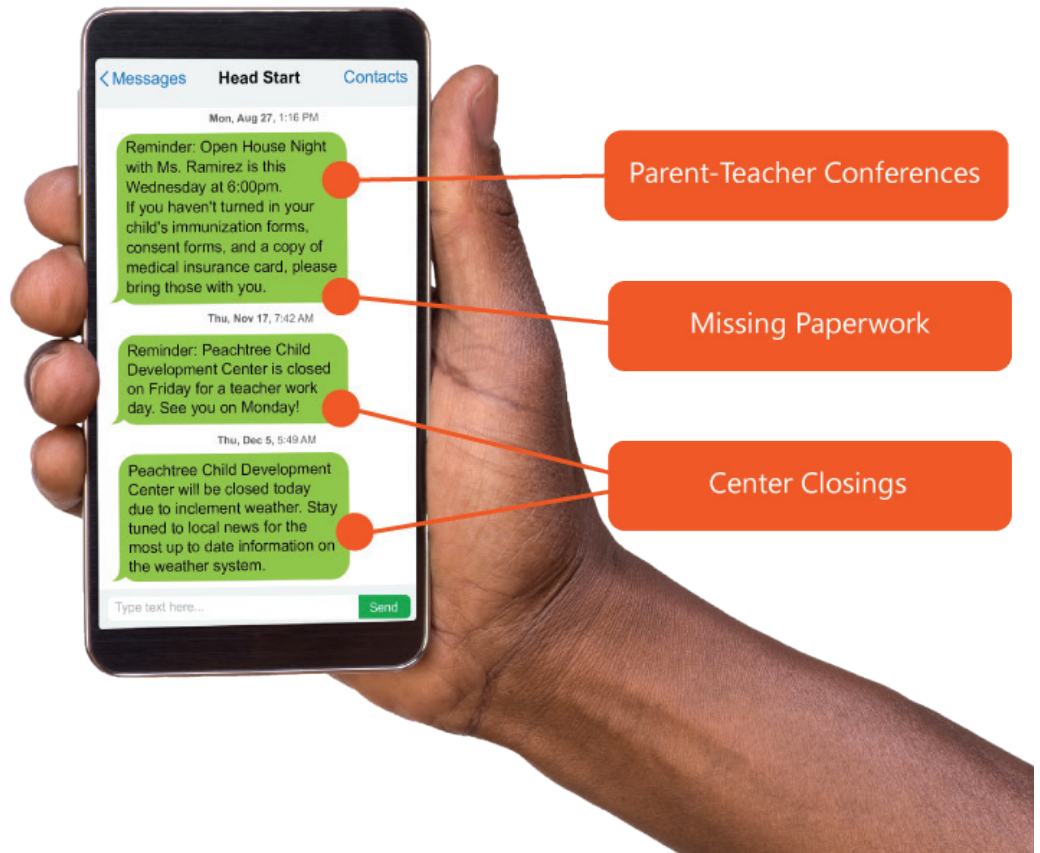 Messages Head Start Contacts
Mon, Aug 27, 1:16 PM
Reminder: Open House Night
with Ms. Ramirez is this
Wednesday at 6:00pm.
If you haven't turned in your
child's immunization forms,
consent forms, and a copy of
medical insurance card, please
bring those with you.
Thu, Nov 17, 7:42 AM
Reminder: Peachtree Child
Development Center is closed
on Friday for a teacher work
day. See you on Monday!
Thu, Dec 5, 5:49 AM
Peachtree Child Development
Center will be closed today
due to inclement weather. Stay
tuned to local news for the
most up to date information on
the weather system.
Type text here...
Send
Parent-Teacher Conferences
Missing Paperwork
Center Closings